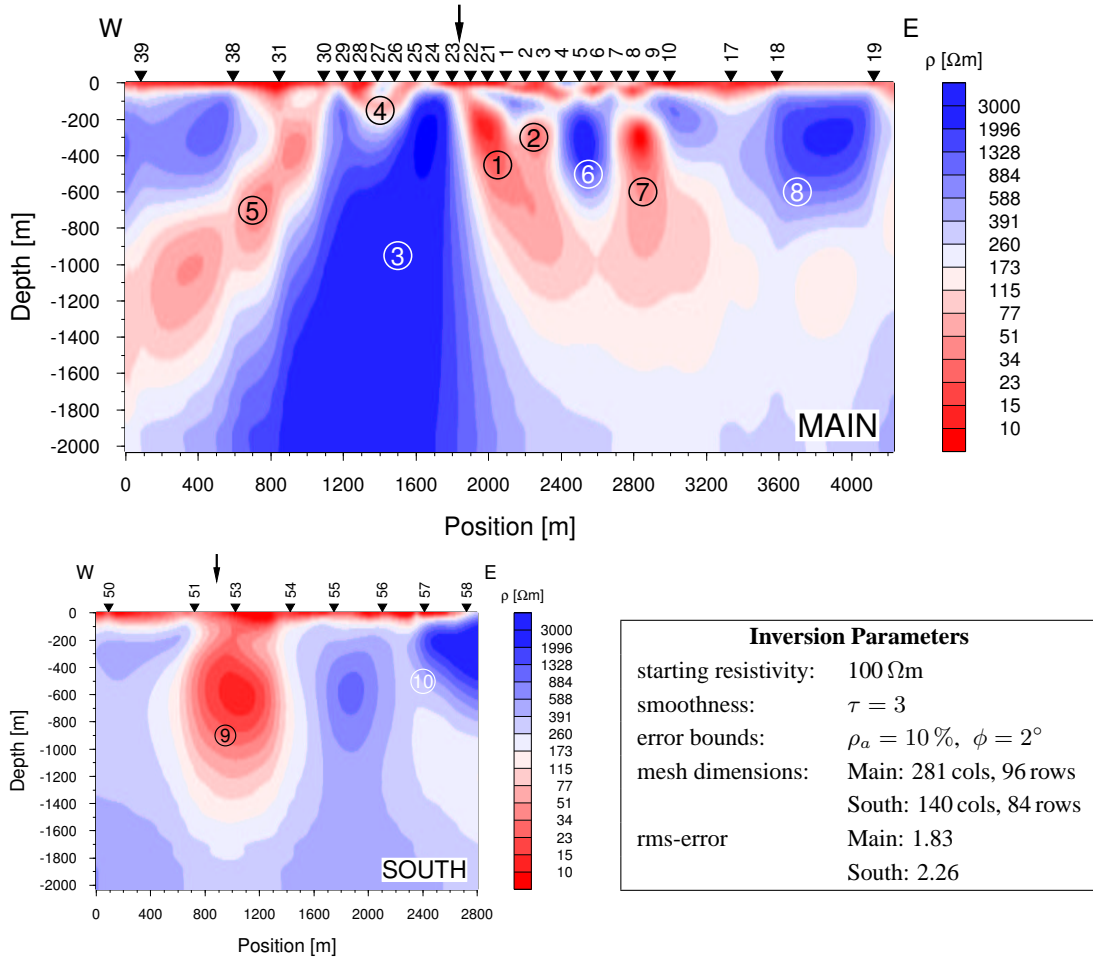 W E
39 38 31 30 29 28 27 26 25 24 23 22 21 1 2 3 4 5 6 7 8 9 10 17 18 19
ρ [Ωm]
0
-200
-400
-600
-800
-1000
-1200
-1400
-1600
-1800
-2000
Depth [m]
1
2
3
4
5
6
7
8
MAIN
0 400 800 1200 1600 2000 2400 2800 3200 3600 4000
Position [m]
3000
1996
1328
884
588
391
260
173
115
77
51
34
23
15
10
W E
50 51 53 54 55 56 57 58
ρ [Ωm]
0
-200
-400
-600
-800
-1000
-1200
-1400
-1600
-1800
-2000
Depth [m]
9
10
SOUTH
0 400 800 1200 1600 2000 2400 2800
Position [m]
3000
1996
1328
884
588
391
260
173
115
77
51
34
23
15
10
Inversion Parameters
starting resistivity: 100 Ωm
smoothness: τ = 3
error bounds: ρa = 10 %, ϕ = 2°
mesh dimensions: Main: 281 cols, 96 rows
South: 140 cols, 84 rows
rms-error Main: 1.83
South: 2.26